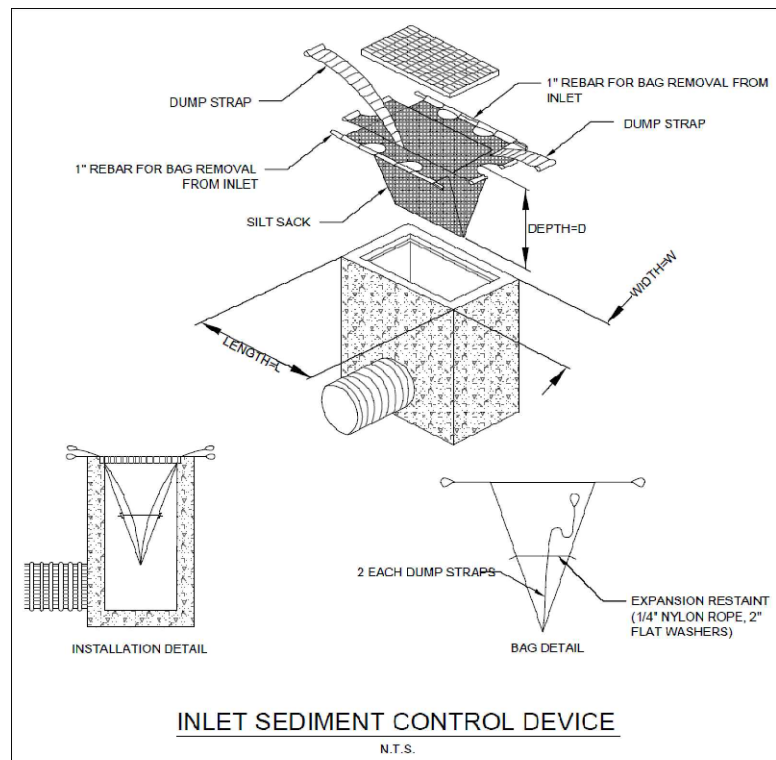 DUMP STRAP
1" REBAR FOR BAG REMOVAL FROM
INLET
DUMP STRAP
1" REBAR FOR BAG REMOVAL
FROM INLET
SILT SACK
DEPTH=D
WIDTH=W
LENGTH=L
2 EACH DUMP STRAPS
EXPANSION RESTAINT
(1/4" NYLON ROPE, 2"
FLAT WASHERS)
INSTALLATION DETAIL
BAG DETAIL
INLET SEDIMENT CONTROL DEVICE
N.T.S.